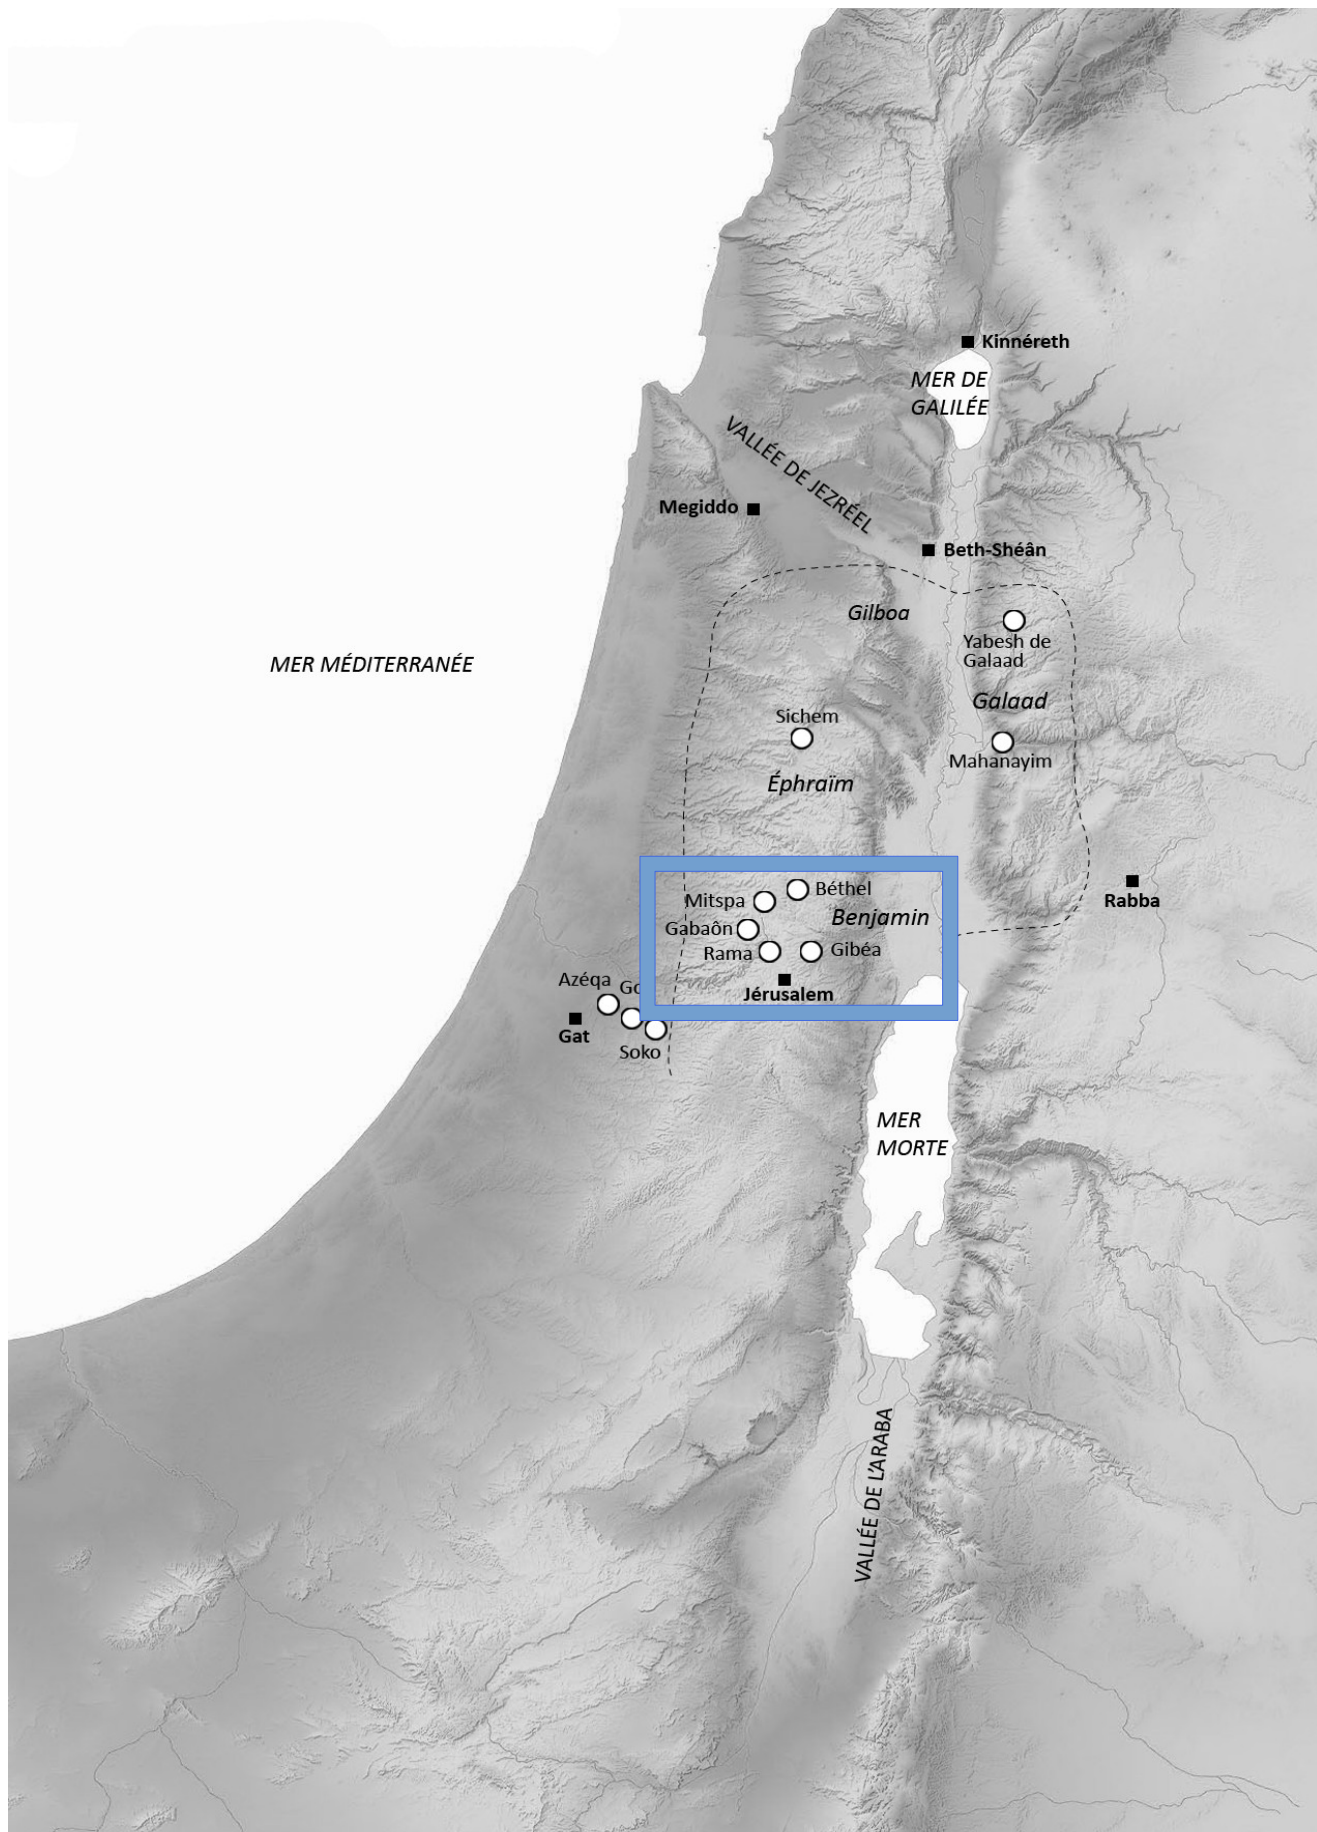 Kinnéreth
MER DE
GALILÉE
VALLÉE DE JEZRÉEL
Megiddo
Beth-Shéân
Gilboa
Yabesh de
Galaad
MER MÉDITERRANÉE
Galaad
Sichem
Mahanayim
Éphraïm
Béthel
Rabba
Mitspa
Benjamin
Gabaôn
Rama
Gibéa
Azéqa
Jérusalem
Gat
Soko
MER
MORTE
VALLÉE DE L'ARABA